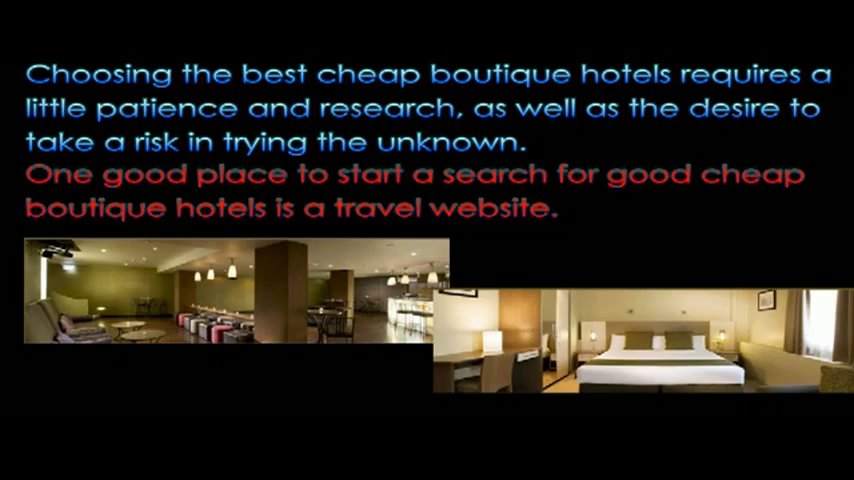 Choosing the best cheap boutique hotels requires a
little patience and research, as well as the desire to
take a risk in trying the unknown.
One good place to start a search for good cheap
boutique hotels is a travel website.